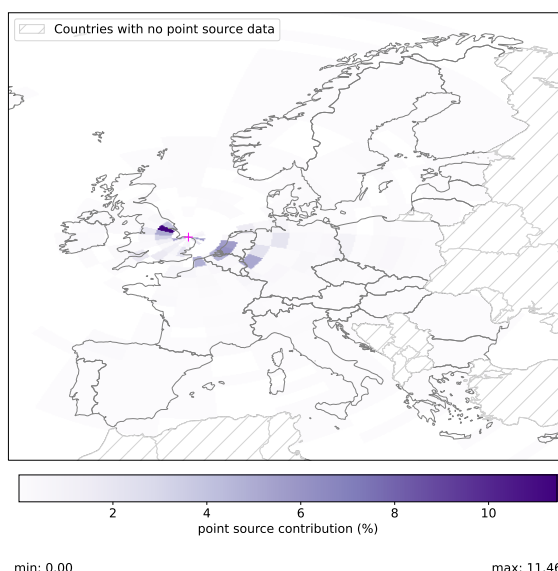 Countries with no point source data
2 4 6 8 10
point source contribution (%)
min: 0.00 max: 11.46